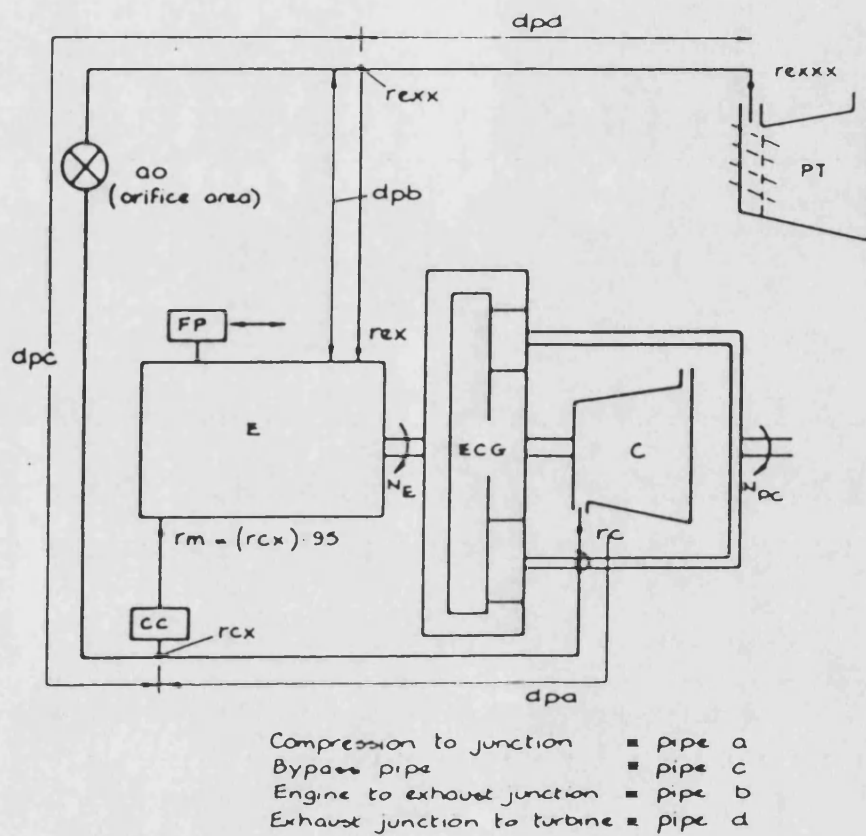 dpd
rexx
rexxx
ao
(orifice area)
PT
dpb
FP
rex
dpc
E
ECG
C
NE
NPC
rm = (rcx) .95
rc
CC
rcx
dpa
Compression to junction = pipe a
Bypass pipe = pipe c
Engine to exhaust junction = pipe b
Exhaust junction to turbine = pipe d